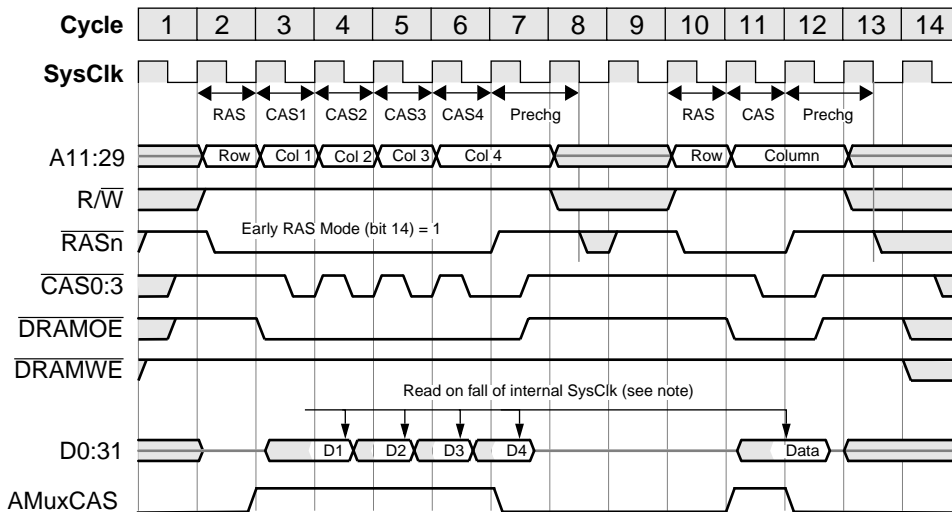 Cycle 1 2 3 4 5 6 7 8 9 10 11 12 13 14
SysClk
RAS CAS1 CAS2 CAS3 CAS4 Prechg RAS CAS Prechg
A11:29 Row Col 1 Col 2 Col 3 Col 4 Row Column
R/W
RASn Early RAS Mode (bit 14) = 1
CAS0:3
DRAMOE
DRAMWE
Read on fall of internal SysClk (see note)
D0:31 D1 D2 D3 D4 Data
AMuxCAS